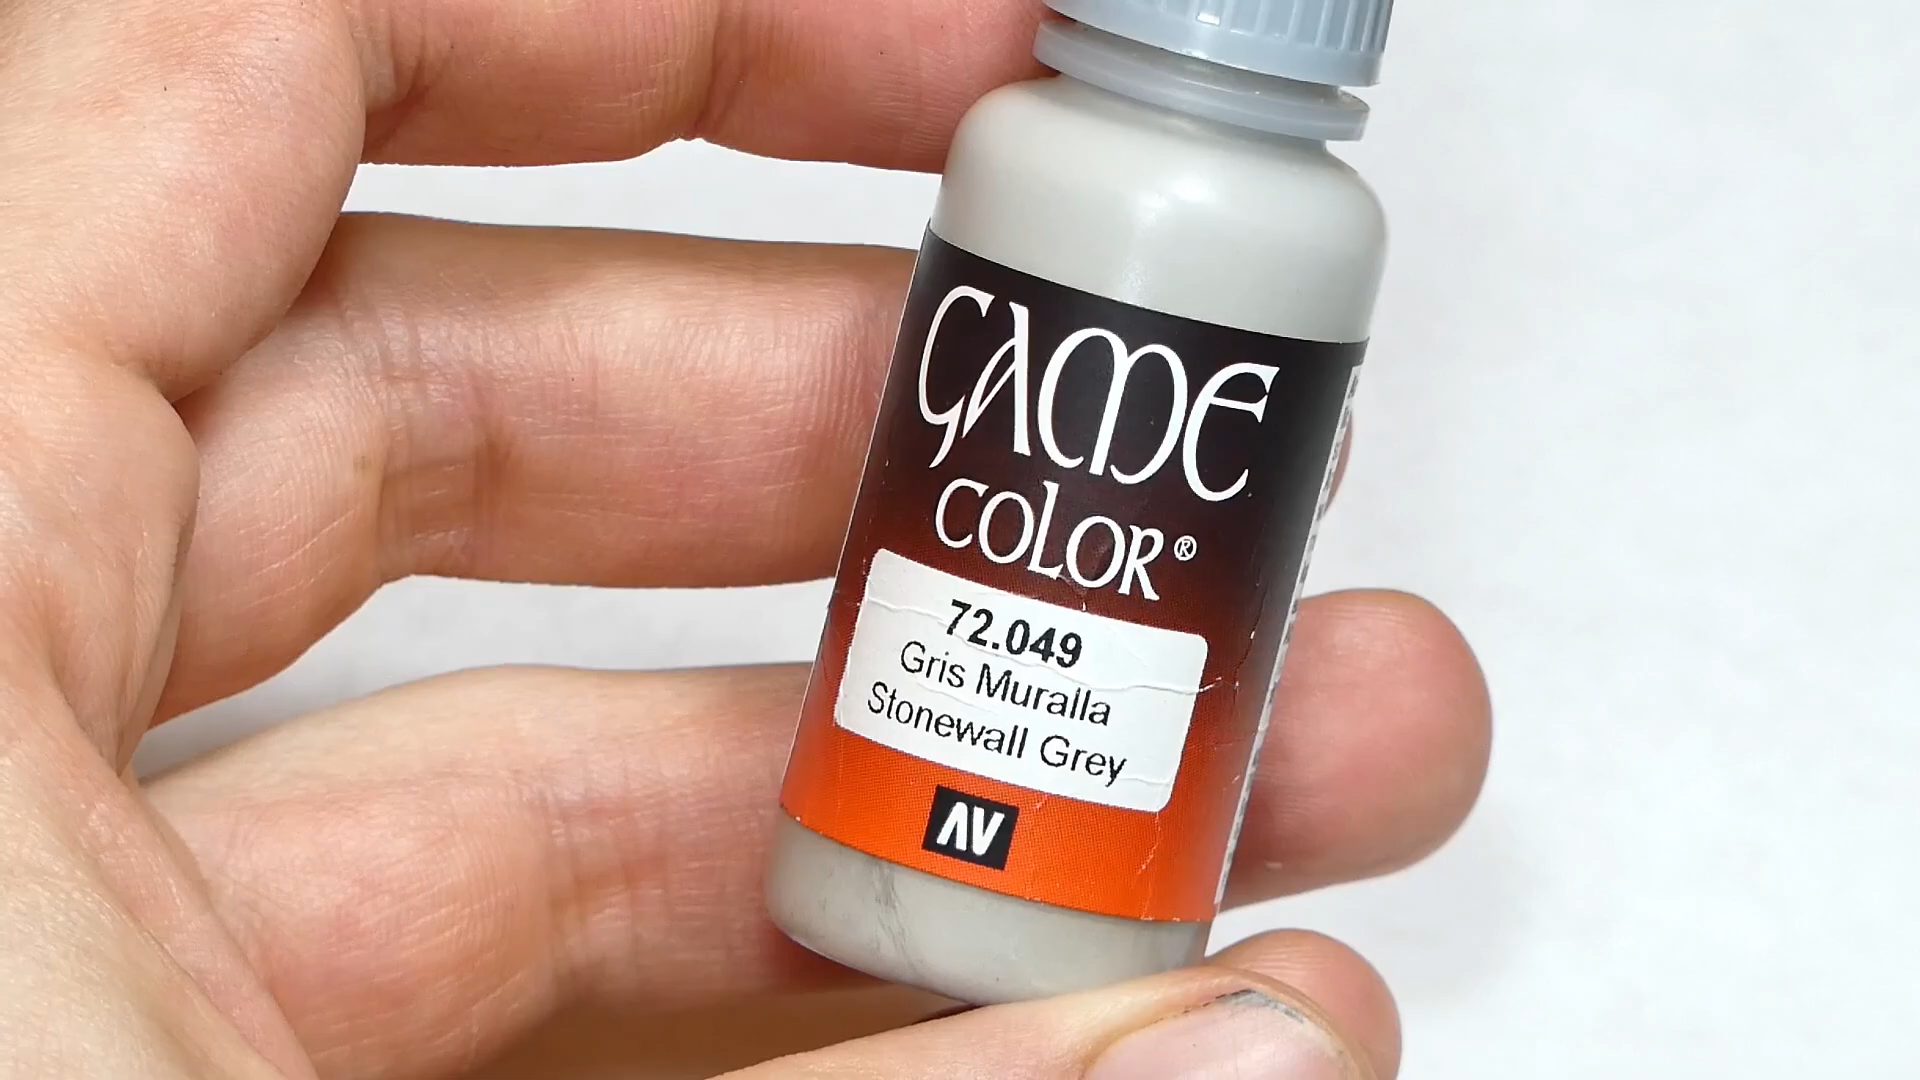 GAME
COLOR®
72.049
Gris Muralla
Stonewall Grey
AV